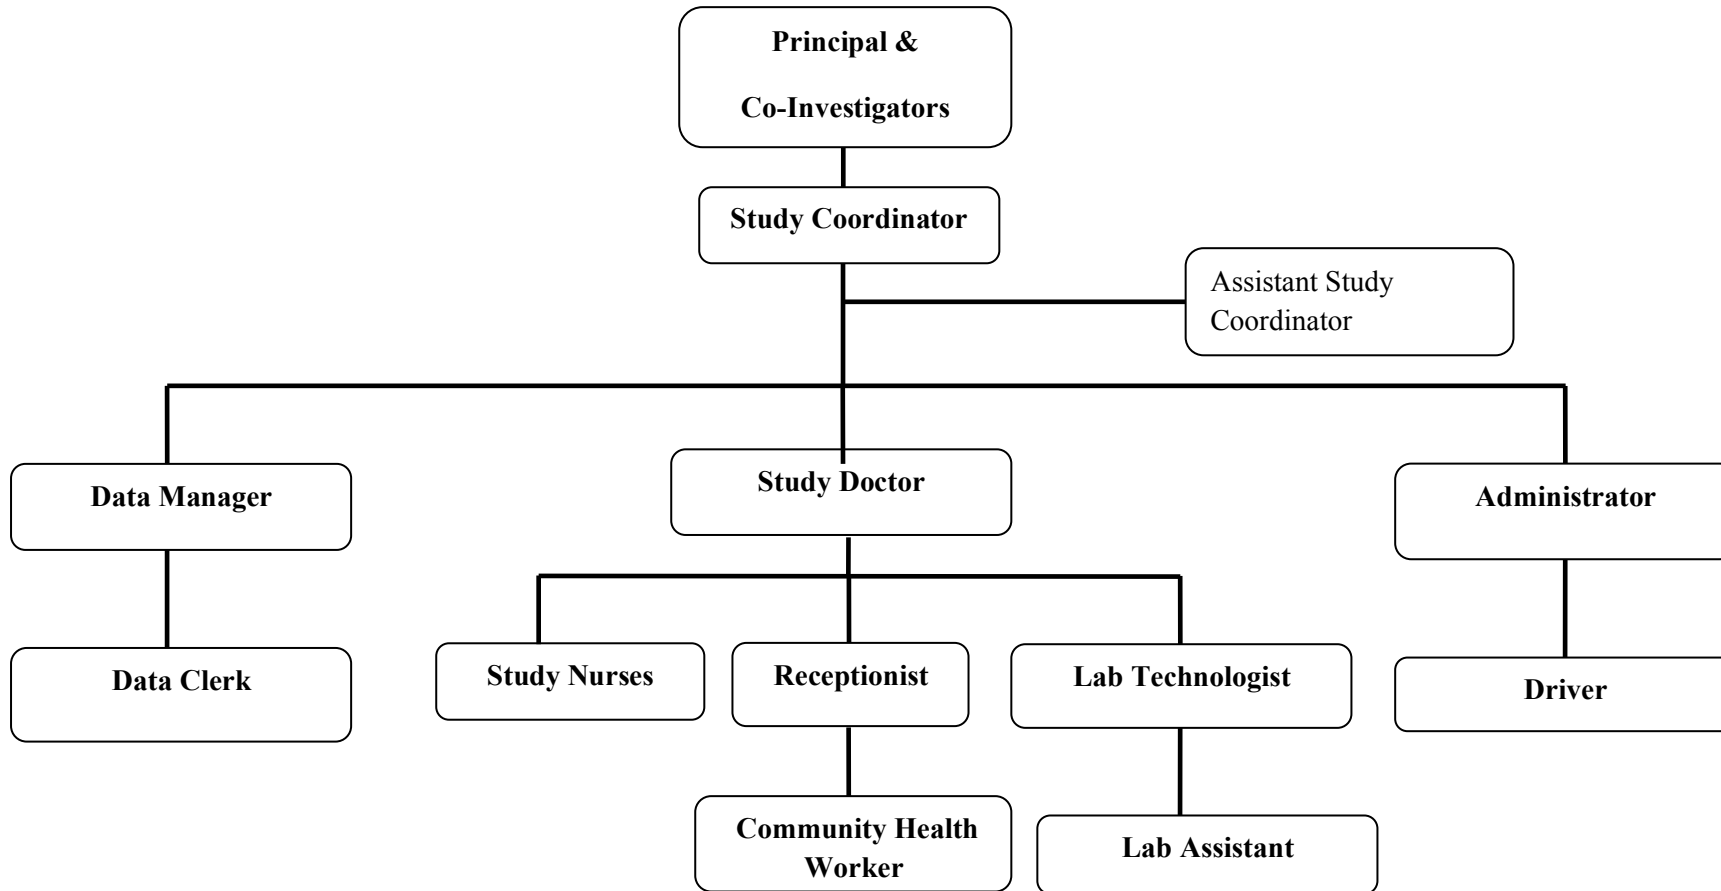 Principal &
Co-Investigators
Study Coordinator
Assistant Study
Coordinator
Data Manager
Study Doctor
Administrator
Data Clerk
Study Nurses
Receptionist
Lab Technologist
Driver
Community Health
Worker
Lab Assistant